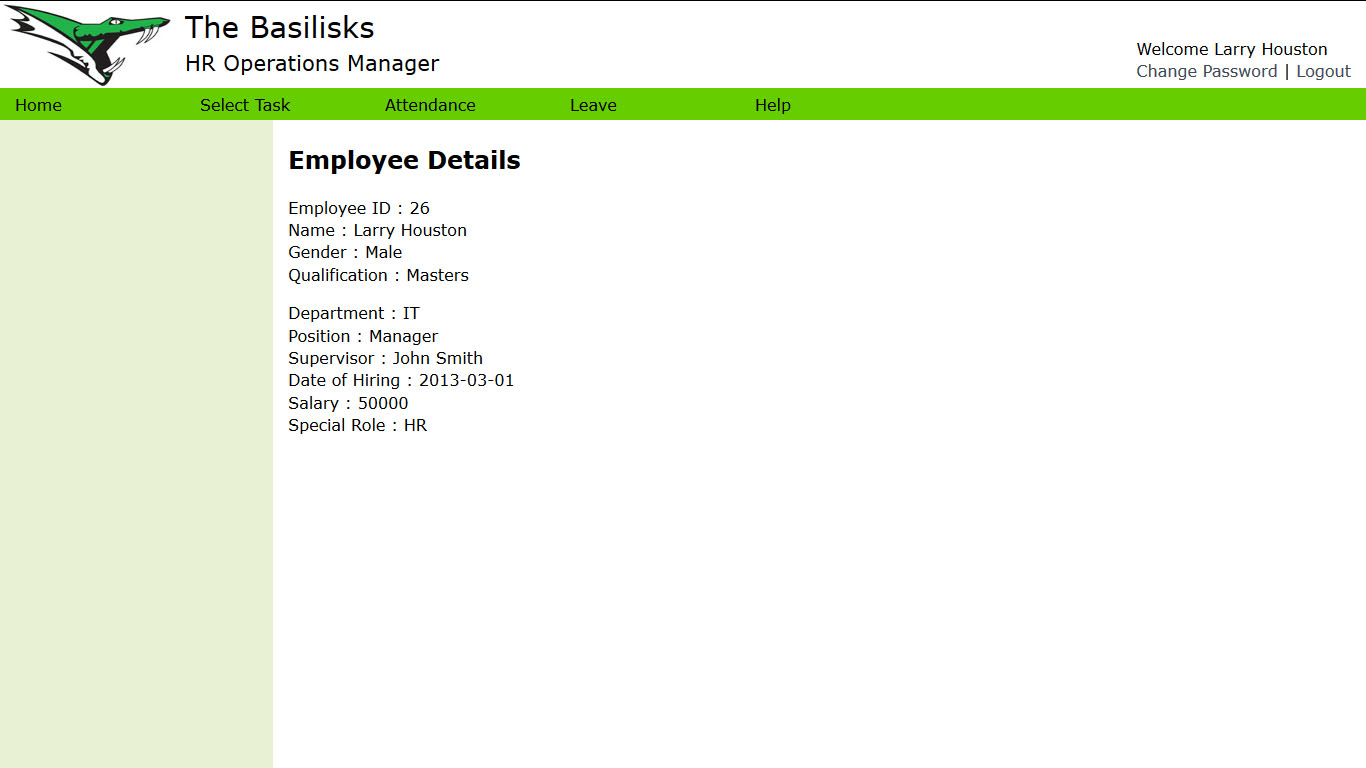 The Basilisks
HR Operations Manager
Welcome Larry Houston
Change Password | Logout
Home Select Task Attendance Leave Help
Employee Details
Employee ID : 26
Name : Larry Houston
Gender : Male
Qualification : Masters
Department : IT
Position : Manager
Supervisor : John Smith
Date of Hiring : 2013-03-01
Salary : 50000
Special Role : HR